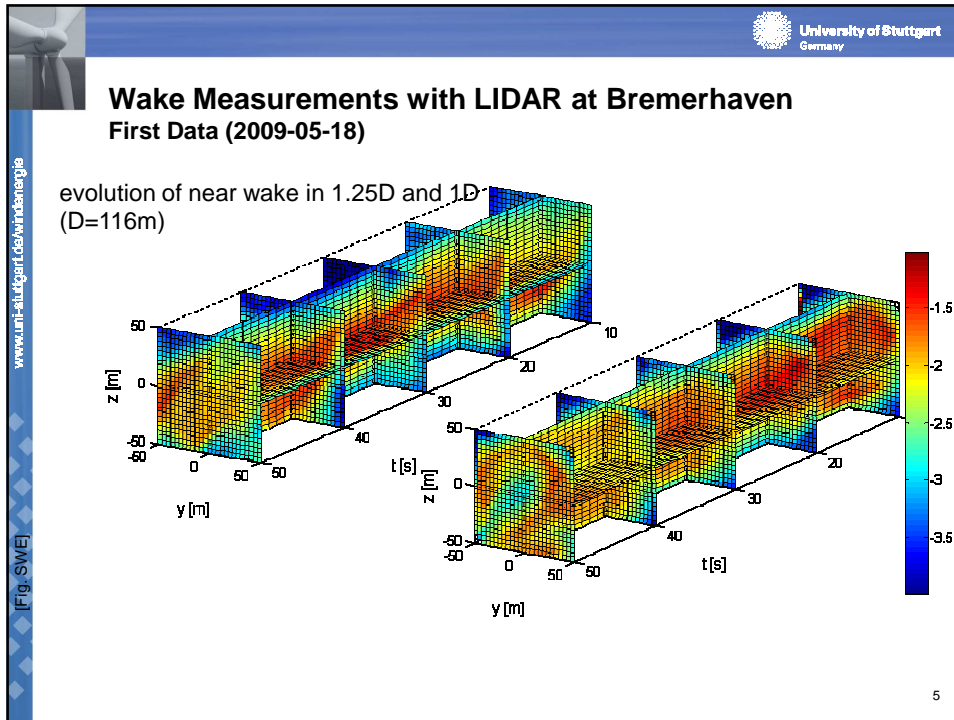 University of Stuttgart
Germany
Wake Measurements with LIDAR at Bremerhaven
First Data (2009-05-18)
www.uni-stuttgart.de/windenergie
evolution of near wake in 1.25D and 1D
(D=116m)
50
0
-50
z [m]
-50
0
50
y [m]
50
40
30
20
10
t [s]
50
0
-50
z [m]
-50
0
50
y [m]
50
40
30
20
t [s]
-1.5
-2
-2.5
-3
-3.5
[Fig. SWE]
5